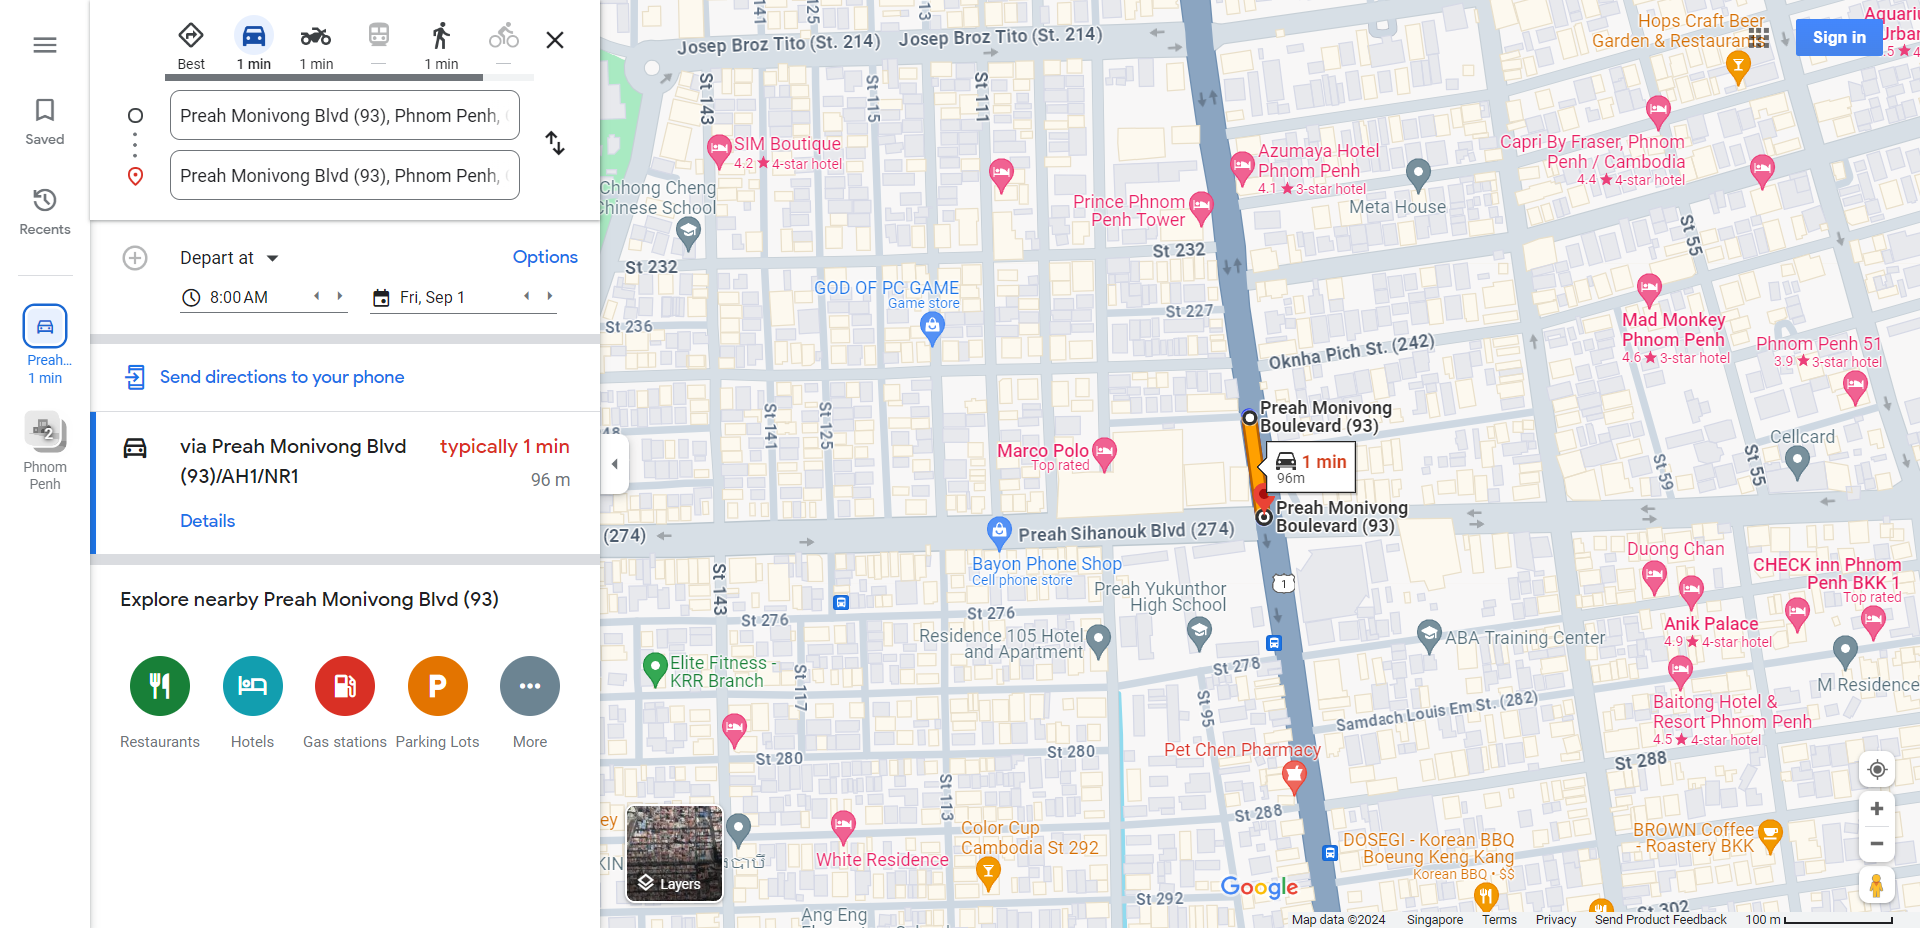 Best
1 min
1 min
—
1 min
—
Preah Monivong Blvd (93), Phnom Penh,
Preah Monivong Blvd (93), Phnom Penh,
Saved
Recents
Preah...
1 min
2
Phnom
Penh
Depart at
Options
8:00 AM
Fri, Sep 1
Send directions to your phone
via Preah Monivong Blvd
(93)/AH1/NR1
typically 1 min
96 m
Details
Explore nearby Preah Monivong Blvd (93)
P
Restaurants
Hotels
Gas stations
Parking Lots
More
Sign in
141
125
13
Josep Broz Tito (St. 214)
Josep Broz Tito (St. 214)
Hops Craft Beer
Garden & Restaurant
St 143
St 115
St 111
SIM Boutique
4.2 ★ 4-star hotel
Azumaya Hotel
Phnom Penh
4.1 ★ 3-star hotel
Capri By Fraser, Phnom
Penh / Cambodia
4.4 ★ 4-star hotel
Chhong Cheng
Chinese School
Prince Phnom
Penh Tower
Meta House
St 55
St 232
St 232
GOD OF PC GAME
Game store
St 236
St 227
Mad Monkey
Phnom Penh
4.6 ★ 3-star hotel
Oknha Pich St. (242)
Phnom Penh 51
3.9 ★ 3-star hotel
St 141
St 125
Preah Monivong
Boulevard (93)
Marco Polo
Top rated
1 min
96m
Cellcard
St 59
St 55
Preah Monivong
Boulevard (93)
(274)
Preah Sihanouk Blvd (274)
Bayon Phone Shop
Cell phone store
1
Duong Chan
CHECK inn Phnom
Penh BKK 1
Top rated
St 143
Preah Yukunthor
High School
St 276
St 276
Residence 105 Hotel
and Apartment
Anik Palace
4.9 ★ 4-star hotel
ABA Training Center
Elite Fitness -
KRR Branch
St 117
St 278
M Residence
St 95
Samdach Louis Em St. (282)
Baitong Hotel &
Resort Phnom Penh
4.5 ★ 4-star hotel
St 280
St 280
Pet Chen Pharmacy
St 288
St 113
St 288
Color Cup
Cambodia St 292
White Residence
DOSEGI - Korean BBQ
Boeung Keng Kang
Korean BBQ • $$
BROWN Coffee
- Roastery BKK
Layers
Ang Eng
St 292
St 302
Google
Map data ©2024
Singapore
Terms
Privacy
Send Product Feedback
100 m